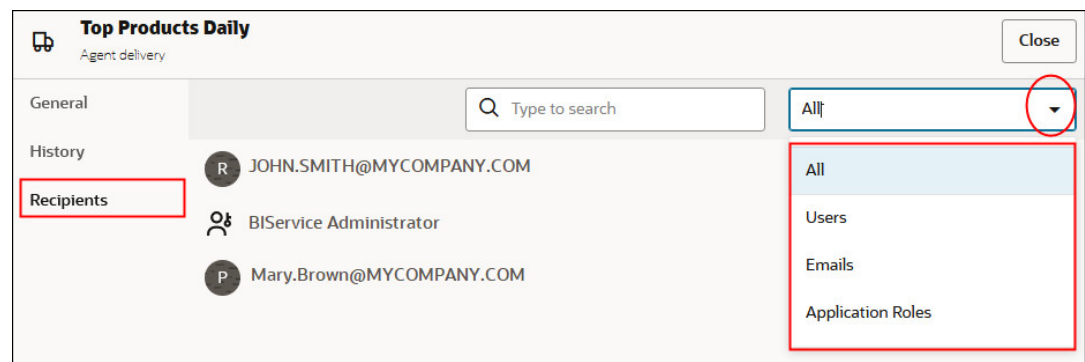 Top Products Daily
Agent delivery
Close
General
History
Recipients
Type to search
All
R JOHN.SMITH@MYCOMPANY.COM
BIService Administrator
P Mary.Brown@MYCOMPANY.COM
All
Users
Emails
Application Roles